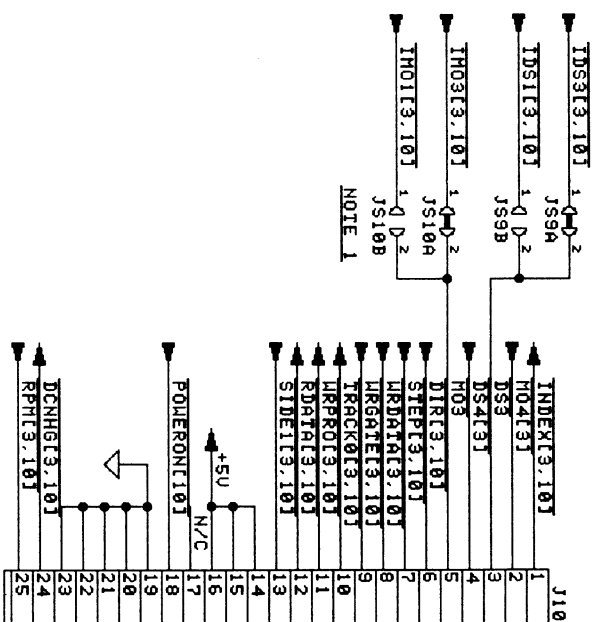 IDS3[3,10]
1 2
JS9A
IDS1[3,10]
1 2
JS9B
IMO3[3,10]
1 2
JS10A
IMO1[3,10]
1 2
JS10B
NOTE 1
J10
INDEX[3,10]
1
MO4[3]
2
DS3
3
DS4[3]
4
MO3
5
DIR[3,10]
6
STEP[3,10]
7
WRDATA[3,10]
8
WRGATE[3,10]
9
TRACK0[3,10]
10
WRPRO[3,10]
11
RDATA[3,10]
12
SIDE1[3,10]
13
14
+5V
15
16
N/C
17
POWERON[10]
18
19
20
21
22
23
DCNHG[3,10]
24
RPM[3,10]
25